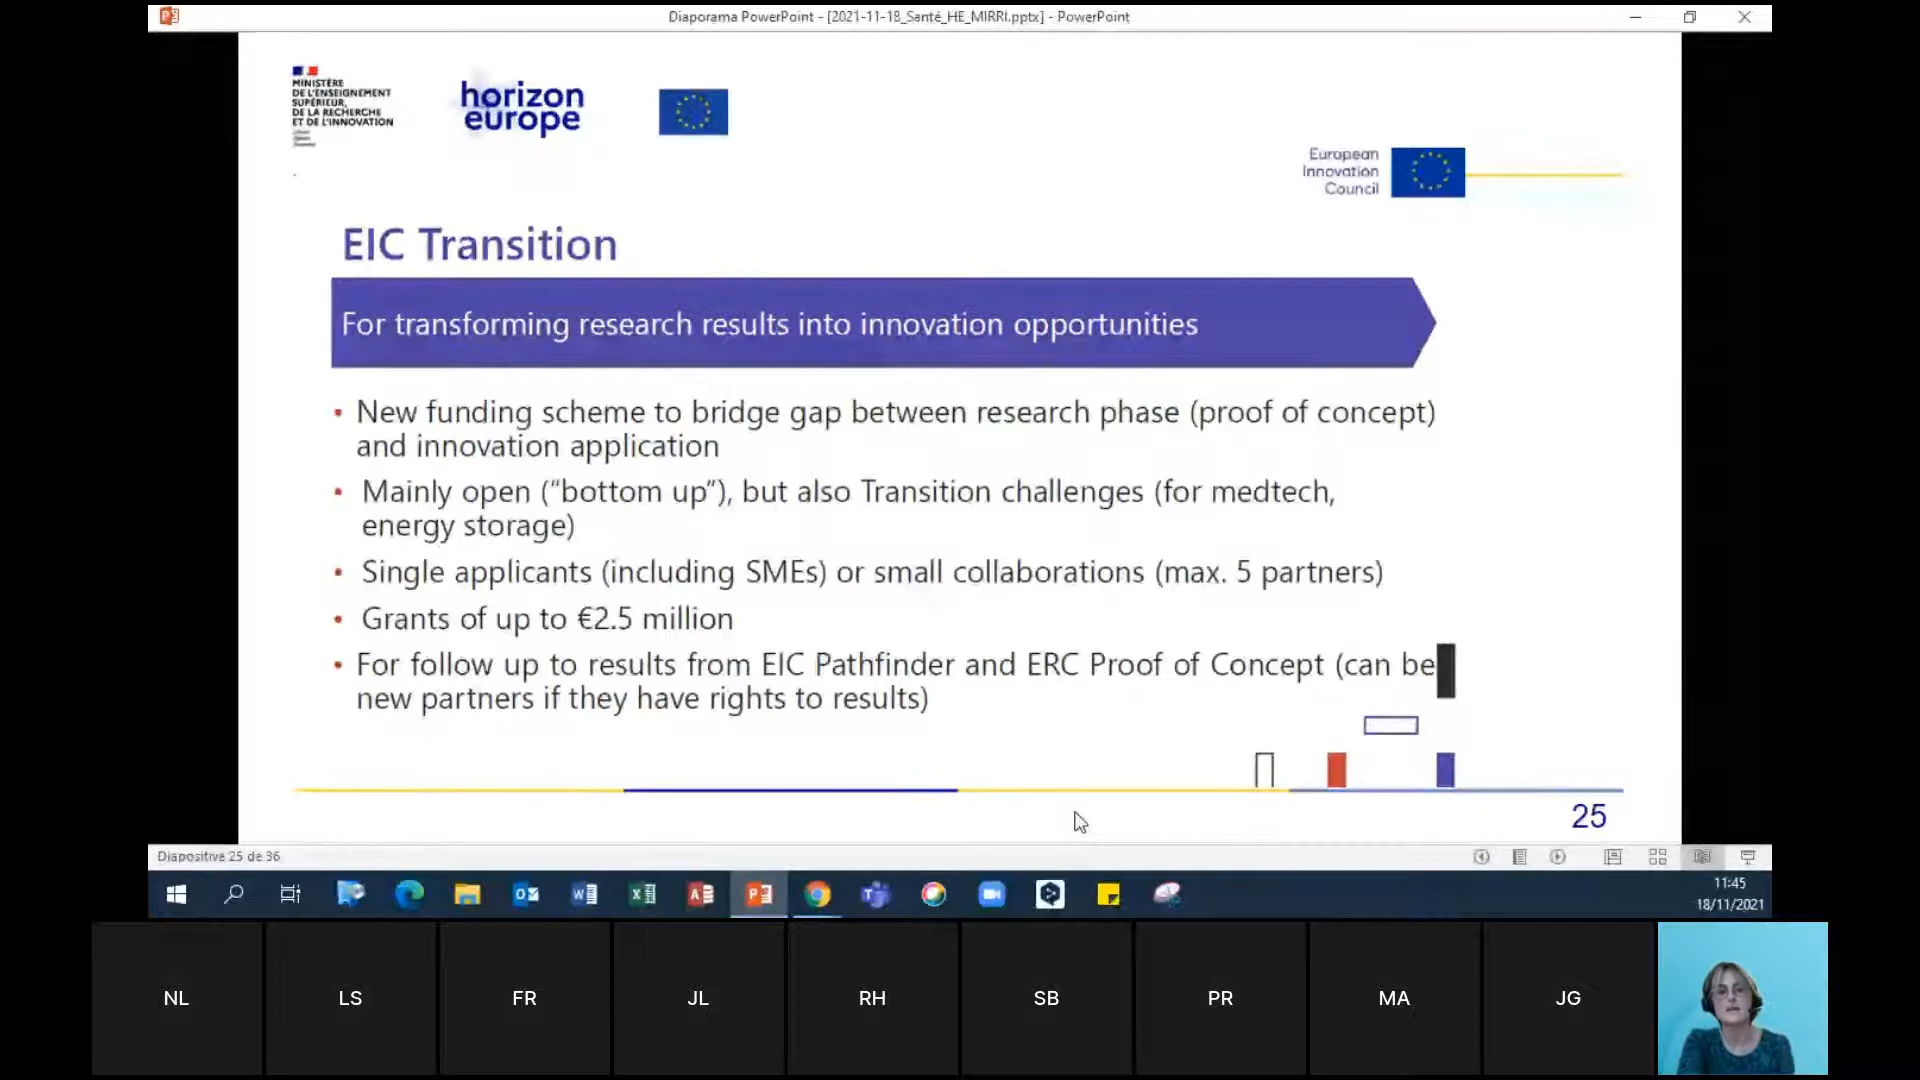 Diaporama PowerPoint - [2021-11-18_Santé_HE_MIRRI.pptx] - PowerPoint
MINISTÈRE
DE L'ENSEIGNEMENT
SUPÉRIEUR,
DE LA RECHERCHE
ET DE L'INNOVATION
horizon
europe
European
Innovation
Council
EIC Transition
For transforming research results into innovation opportunities
• New funding scheme to bridge gap between research phase (proof of concept)
and innovation application
• Mainly open (“bottom up”), but also Transition challenges (for medtech,
energy storage)
• Single applicants (including SMEs) or small collaborations (max. 5 partners)
• Grants of up to €2.5 million
• For follow up to results from EIC Pathfinder and ERC Proof of Concept (can be
new partners if they have rights to results)
25
Diapositive 25 de 36
11:45
18/11/2021
NL
LS
FR
JL
RH
SB
PR
MA
JG